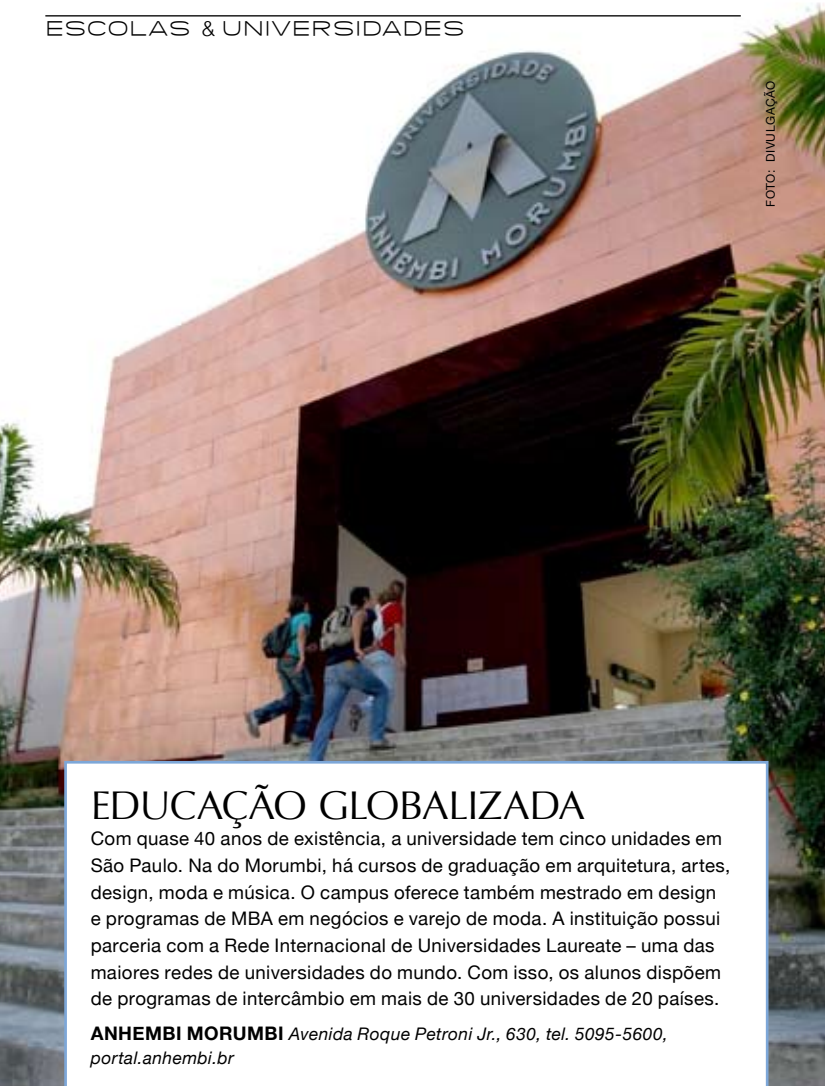 ESCOLAS & UNIVERSIDADES
FOTO: DIVULGAÇÃO
UNIVERSIDADE
ANHEMBI MORUMBI
EDUCAÇÃO GLOBALIZADA
Com quase 40 anos de existência, a universidade tem cinco unidades em
São Paulo. Na do Morumbi, há cursos de graduação em arquitetura, artes,
design, moda e música. O campus oferece também mestrado em design
e programas de MBA em negócios e varejo de moda. A instituição possui
parceria com a Rede Internacional de Universidades Laureate – uma das
maiores redes de universidades do mundo. Com isso, os alunos dispõem
de programas de intercâmbio em mais de 30 universidades de 20 países.
ANHEMBI MORUMBI Avenida Roque Petroni Jr., 630, tel. 5095-5600,
portal.anhembi.br